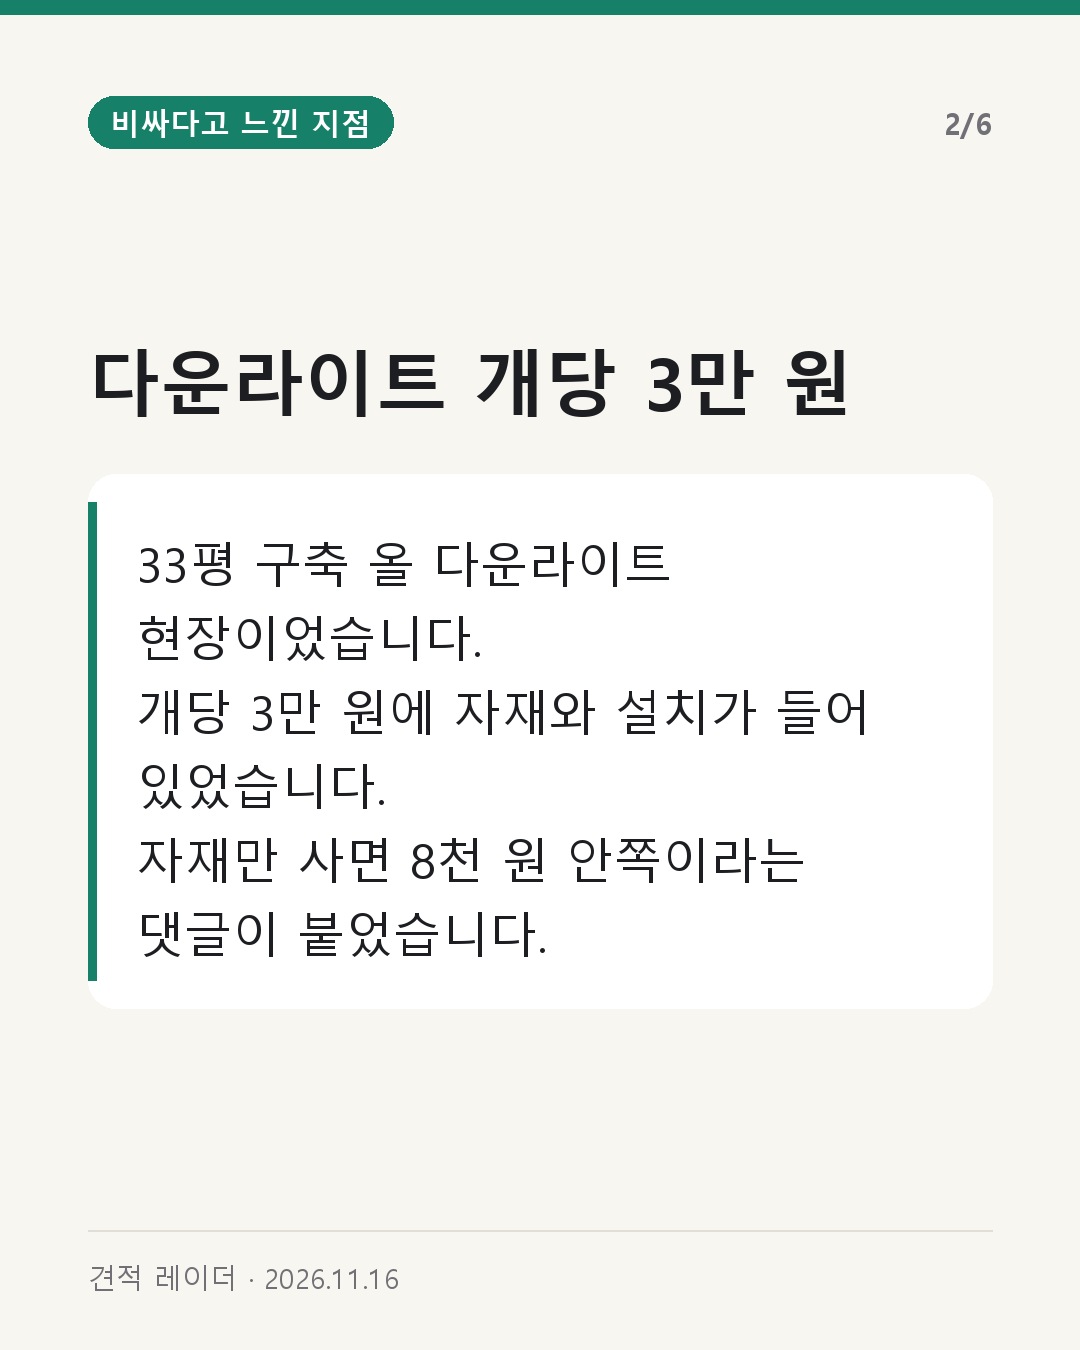 비싸다고 느낀 지점
2/6
다운라이트 개당 3만 원
33평 구축 올 다운라이트
현장이었습니다.
개당 3만 원에 자재와 설치가 들어
있었습니다.
자재만 사면 8천 원 안쪽이라는
댓글이 붙었습니다.
견적 레이더 · 2026.11.16